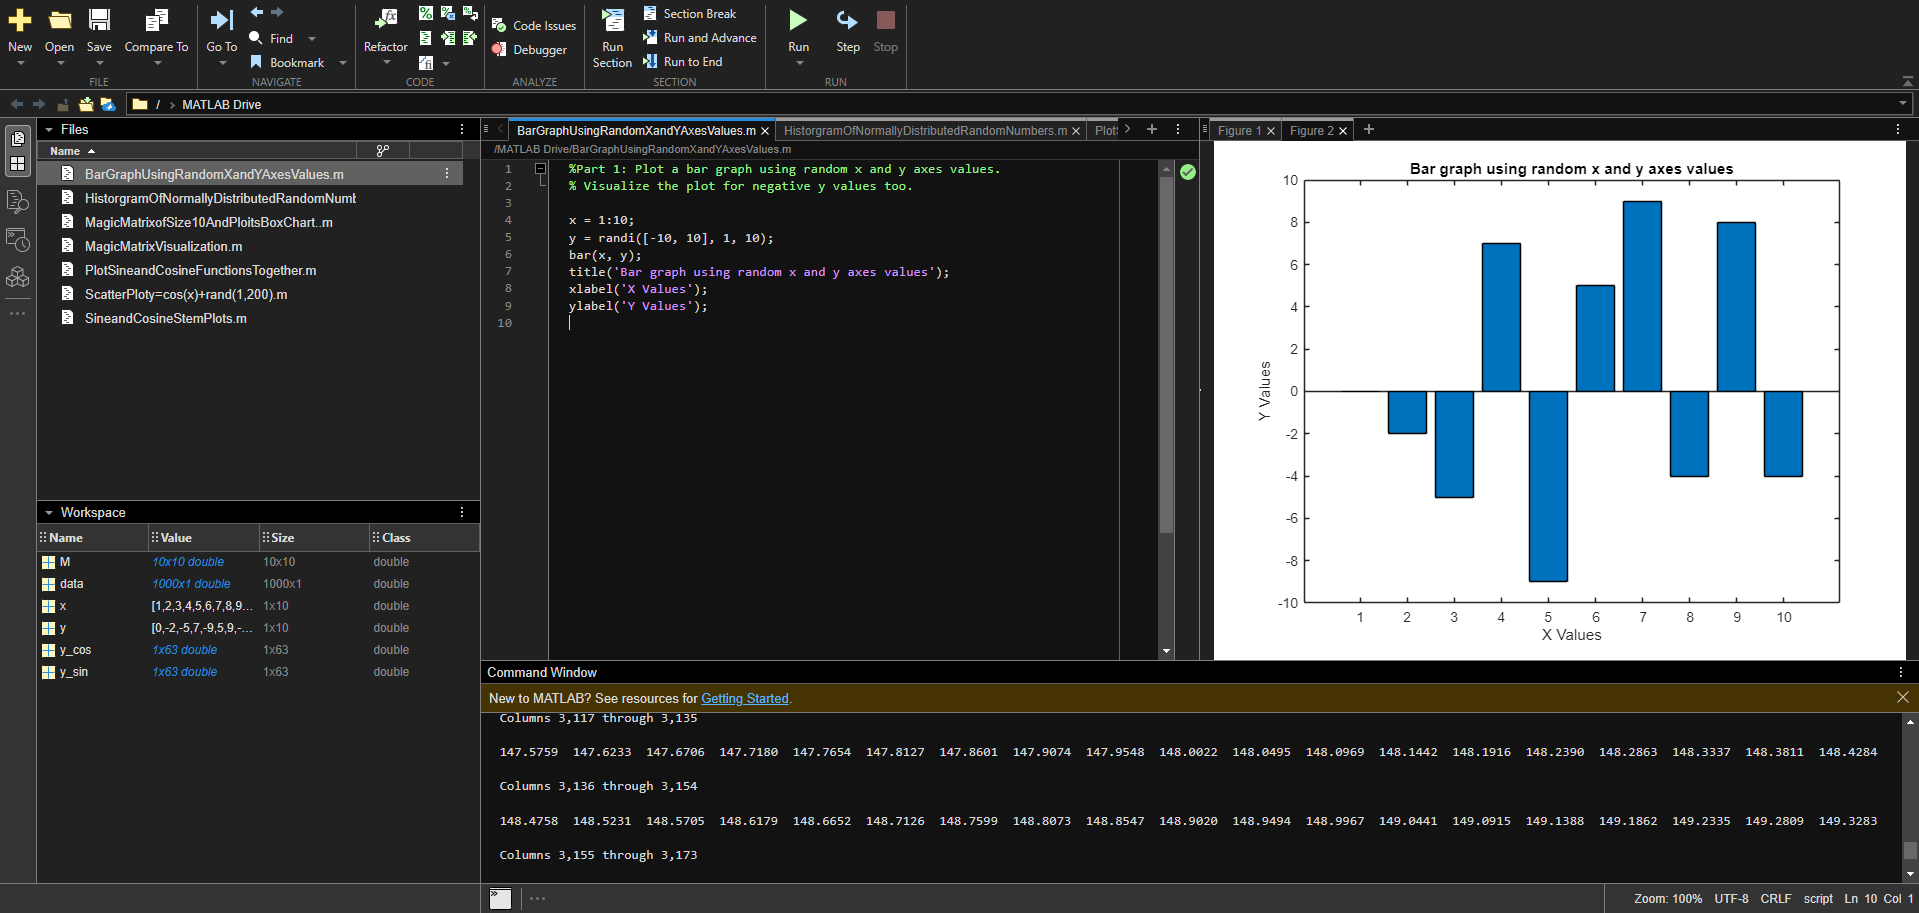 New Open Save Compare To Go To Find Bookmark Refactor Code Issues Debugger Run Section Section Break Run and Advance Run to End Run Step Stop
FILE NAVIGATE CODE ANALYZE SECTION RUN
/ > MATLAB Drive
Files
Name
BarGraphUsingRandomXandYAxesValues.m
HistorgramOfNormallyDistributedRandomNumb
MagicMatrixofSize10AndPloitsBoxChart..m
MagicMatrixVisualization.m
PlotSineandCosineFunctionsTogether.m
ScatterPloty=cos(x)+rand(1,200).m
SineandCosineStemPlots.m
Workspace
Name Value Size Class
M 10x10 double 10x10 double
data 1000x1 double 1000x1 double
x [1,2,3,4,5,6,7,8,9... 1x10 double
y [0,-2,-5,7,-9,5,9,-... 1x10 double
y_cos 1x63 double 1x63 double
y_sin 1x63 double 1x63 double
BarGraphUsingRandomXandYAxesValues.m HistorgramOfNormallyDistributedRandomNumbers.m Plot
/MATLAB Drive/BarGraphUsingRandomXandYAxesValues.m
1 %Part 1: Plot a bar graph using random x and y axes values.
2 % Visualize the plot for negative y values too.
3
4 x = 1:10;
5 y = randi([-10, 10], 1, 10);
6 bar(x, y);
7 title('Bar graph using random x and y axes values');
8 xlabel('X Values');
9 ylabel('Y Values');
10
Figure 1 Figure 2
Bar graph using random x and y axes values
10
8
6
4
2
0
-2
-4
-6
-8
-10
Y Values
1 2 3 4 5 6 7 8 9 10
X Values
Command Window
New to MATLAB? See resources for Getting Started.
Columns 3,117 through 3,135
147.5759 147.6233 147.6706 147.7180 147.7654 147.8127 147.8601 147.9074 147.9548 148.0022 148.0495 148.0969 148.1442 148.1916 148.2390 148.2863 148.3337 148.3811 148.4284
Columns 3,136 through 3,154
148.4758 148.5231 148.5705 148.6179 148.6652 148.7126 148.7599 148.8073 148.8547 148.9020 148.9494 148.9967 149.0441 149.0915 149.1388 149.1862 149.2335 149.2809 149.3283
Columns 3,155 through 3,173
Zoom: 100% UTF-8 CRLF script Ln 10 Col 1